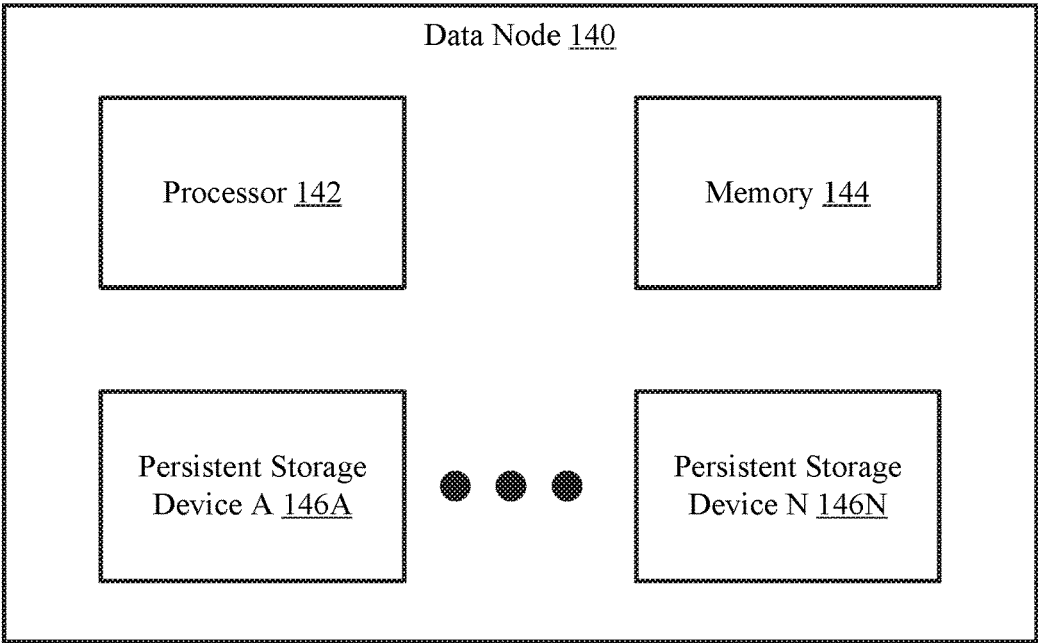 Data Node 140
Processor 142
Memory 144
Persistent Storage
Device A 146A
Persistent Storage
Device N 146N